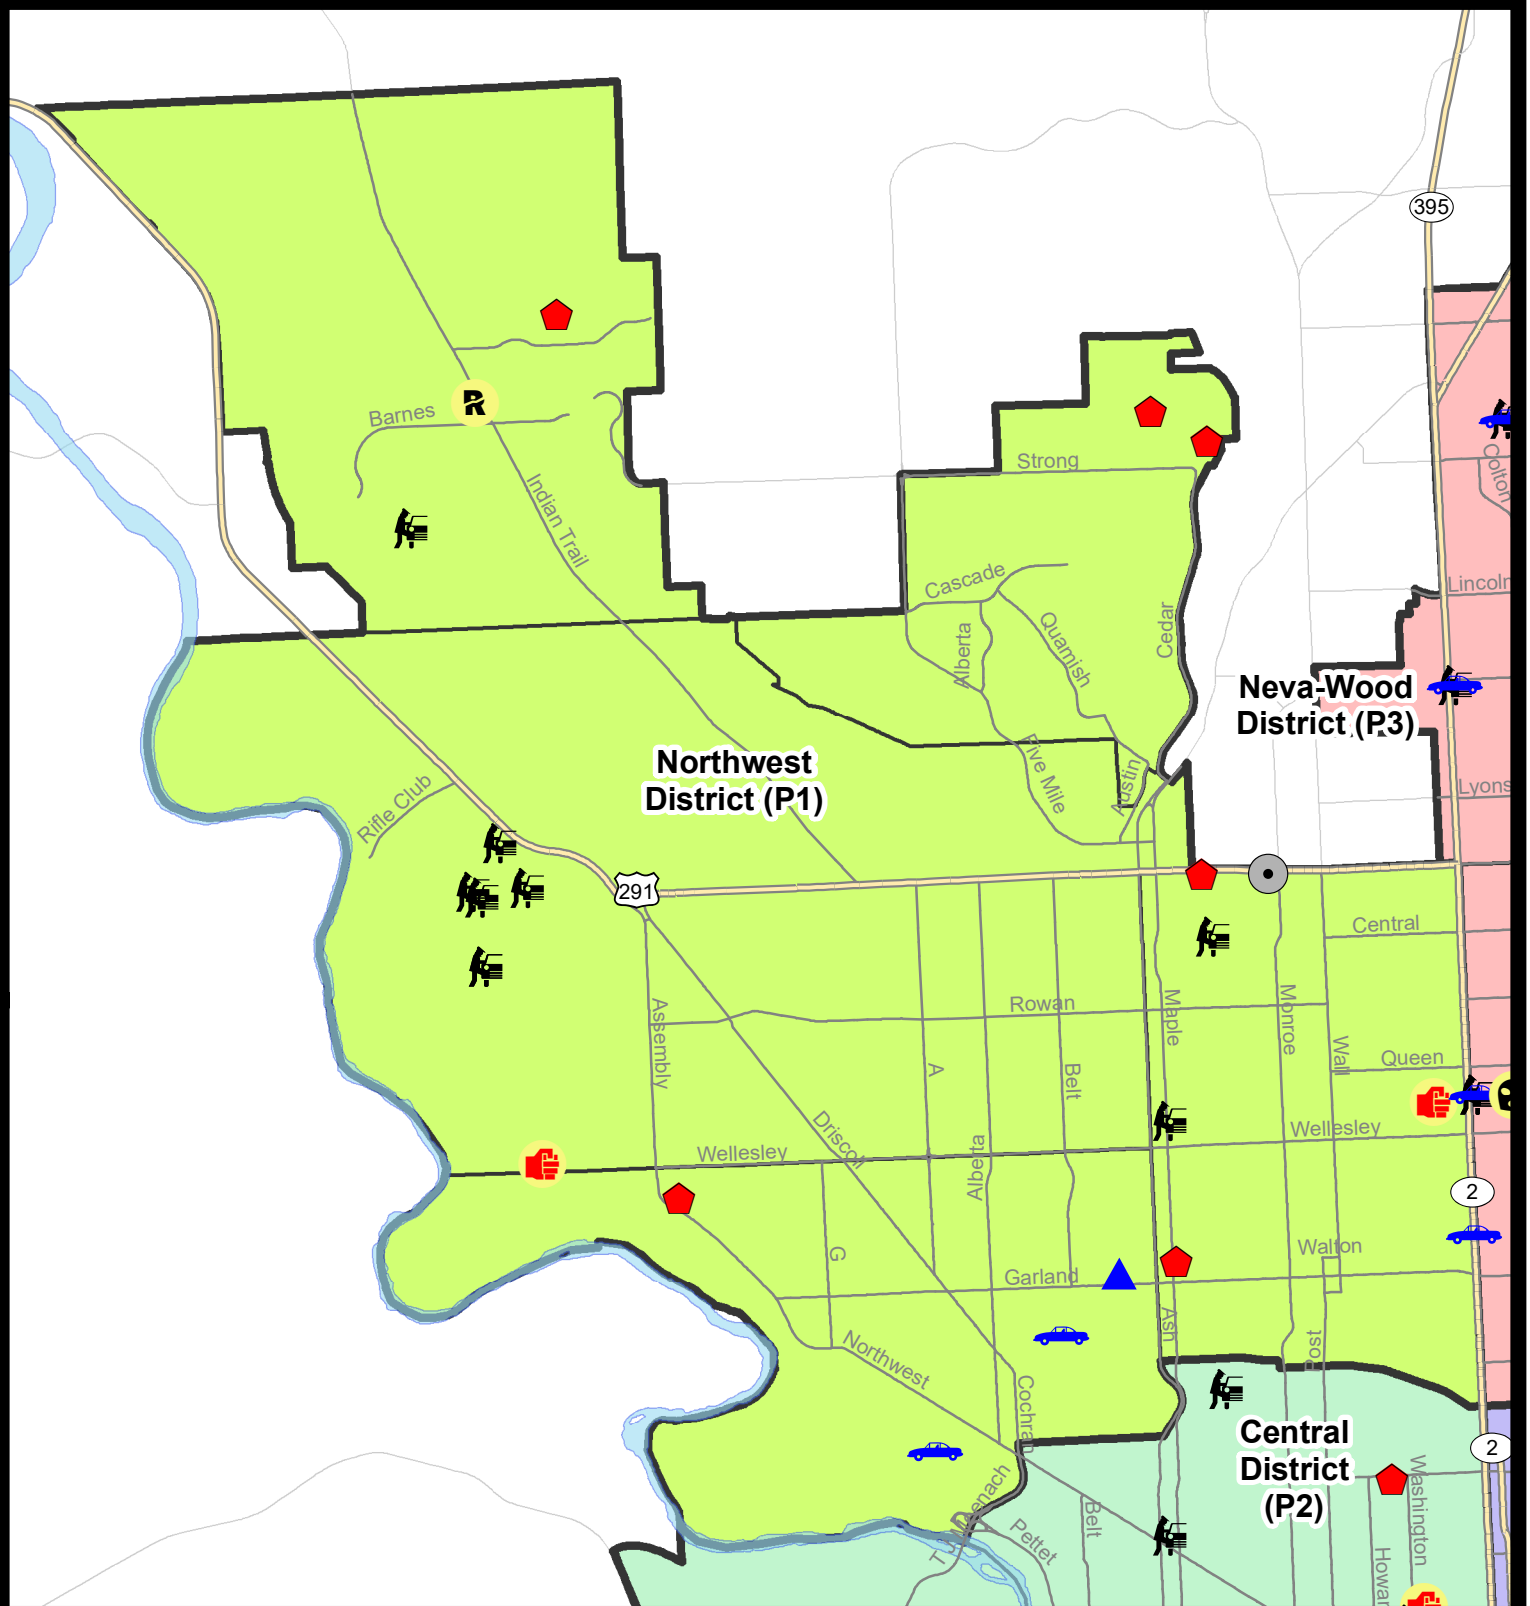 395
Barnes
R
Strong
Colton
Indian Trail
Cascade
Lincoln
Alberta
Quamish
Cedar
Neva-Wood
District (P3)
Northwest
District (P1)
Five Mile
Austin
Lyons
Rifle Club
291
Central
Assembly
Rowan
Maple
Monroe
Wall
Queen
A
Belt
Driscoll
Wellesley
Wellesley
Alberta
2
G
Walton
Garland
Ash
Post
Northwest
Cochran
Central
District
(P2)
2
Washington
Belt
Pettet